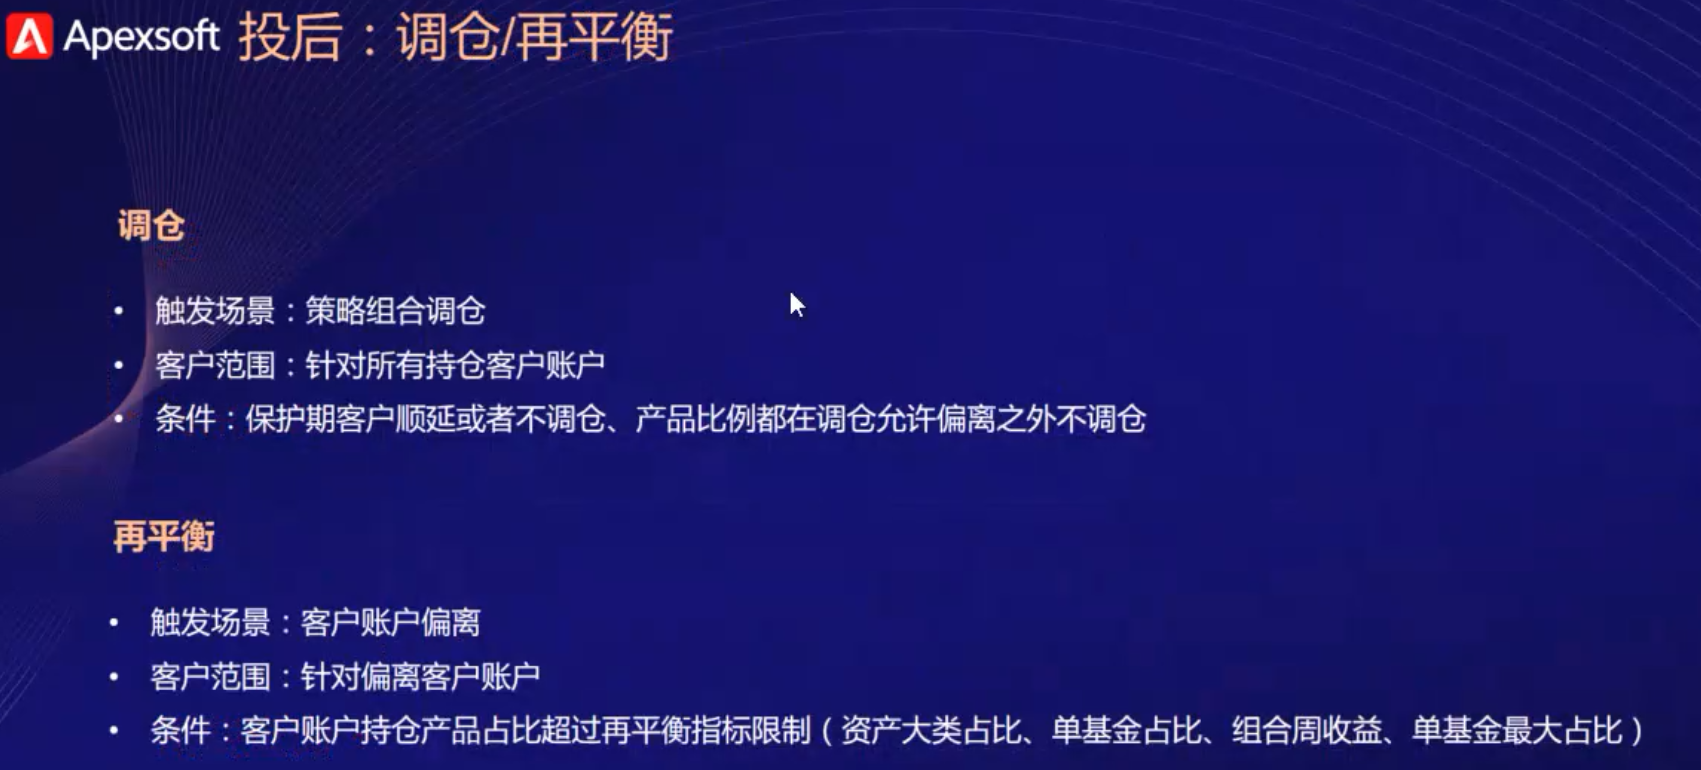 Apexsoft 投后：调仓/再平衡
调仓
• 触发场景：策略组合调仓
• 客户范围：针对所有持仓客户账户
• 条件：保护期客户顺延或者不调仓、产品比例都在调仓允许偏离之外不调仓
再平衡
• 触发场景：客户账户偏离
• 客户范围：针对偏离客户账户
• 条件：客户账户持仓产品占比超过再平衡指标限制（资产大类占比、单基金占比、组合周收益、单基金最大占比）